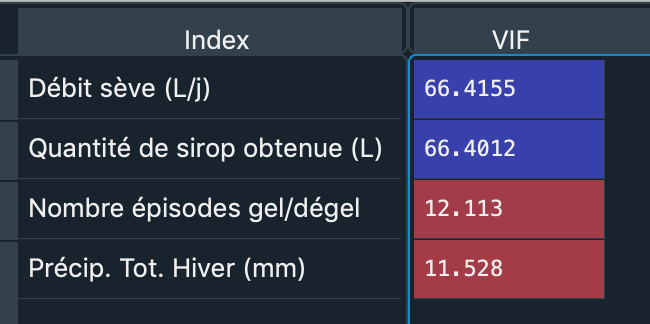 Index VIF
Débit sève (L/j) 66.4155
Quantité de sirop obtenue (L) 66.4012
Nombre épisodes gel/dégel 12.113
Précip. Tot. Hiver (mm) 11.528